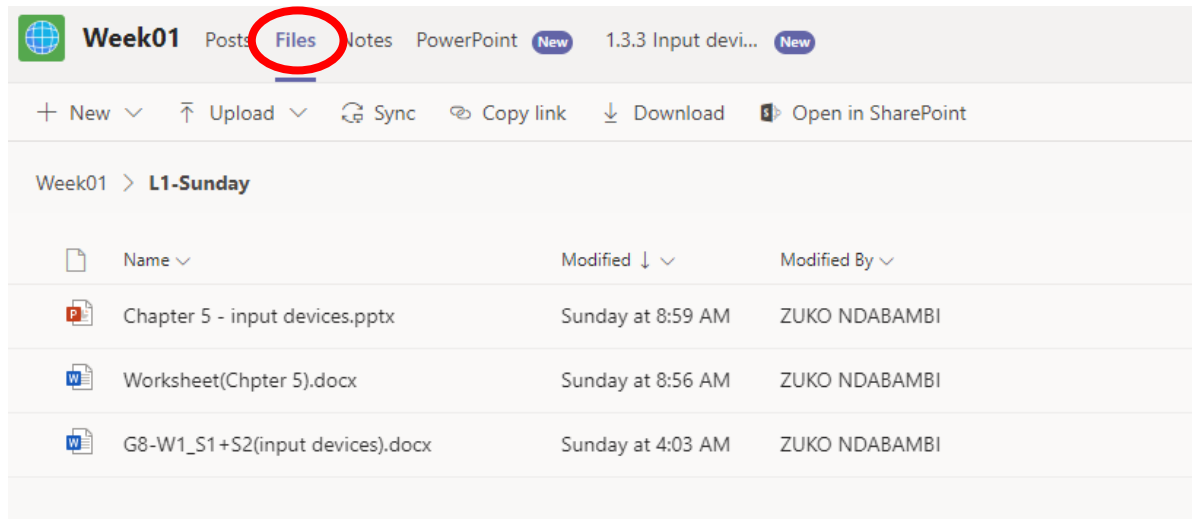 Week01 Posts Files Notes PowerPoint New 1.3.3 Input devi... New
New Upload Sync Copy link Download Open in SharePoint
Week01 > L1-Sunday
Name Modified ↓ Modified By
Chapter 5 - input devices.pptx Sunday at 8:59 AM ZUKO NDABAMBI
Worksheet(Chpter 5).docx Sunday at 8:56 AM ZUKO NDABAMBI
G8-W1_S1+S2(input devices).docx Sunday at 4:03 AM ZUKO NDABAMBI